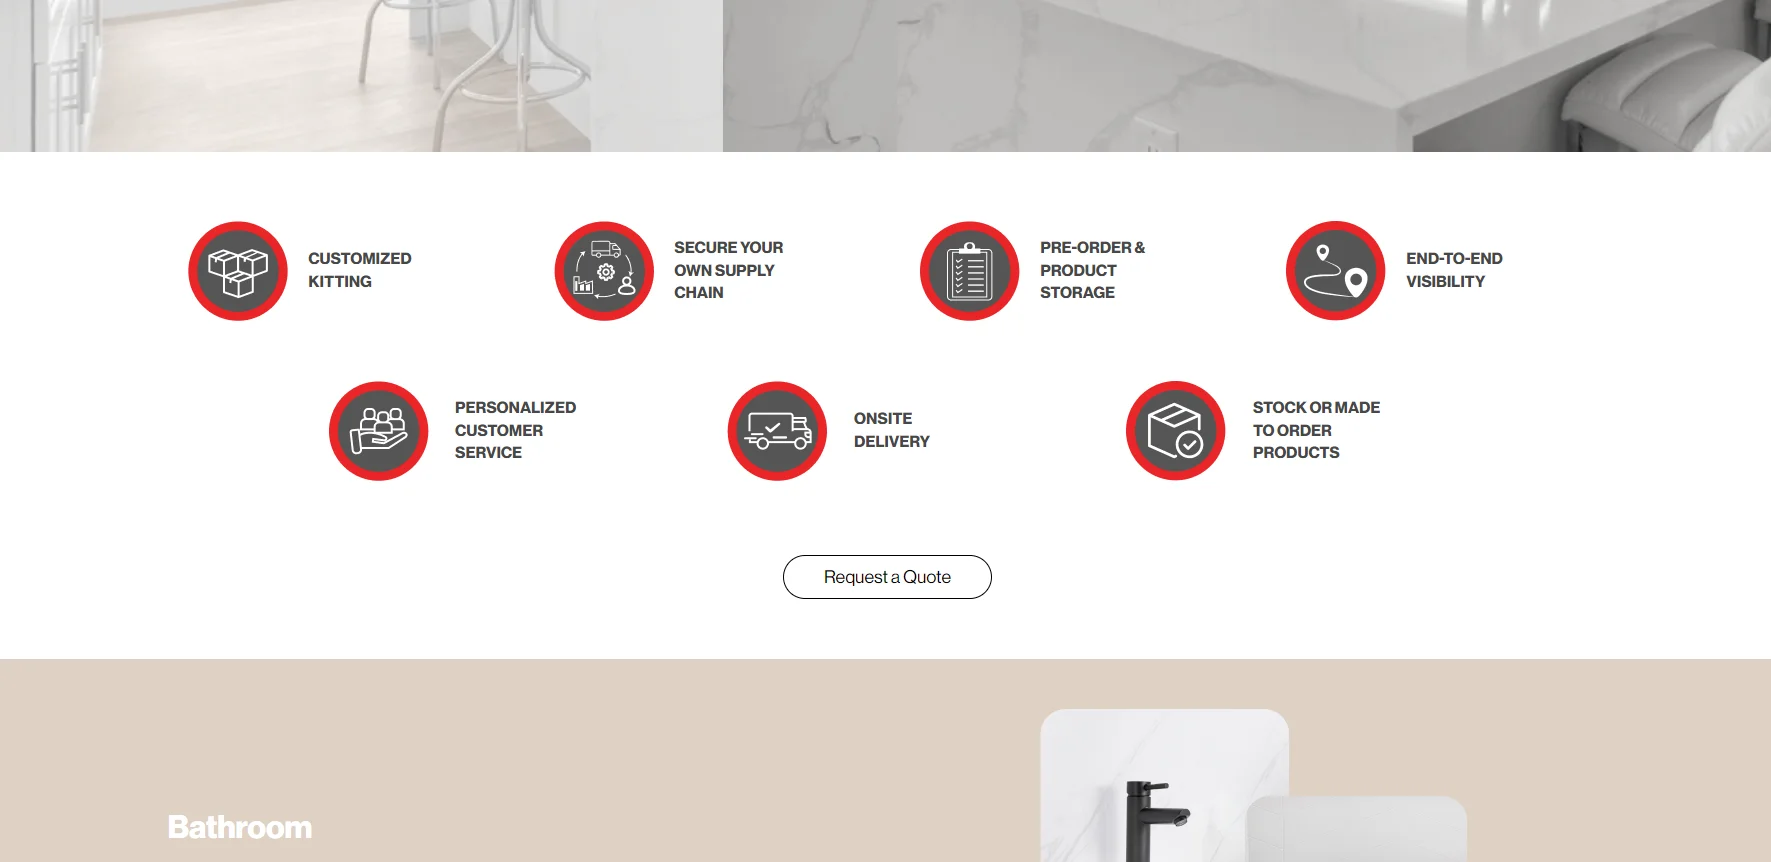 CUSTOMIZED
KITTING
SECURE YOUR
OWN SUPPLY
CHAIN
PRE-ORDER &
PRODUCT
STORAGE
END-TO-END
VISIBILITY
PERSONALIZED
CUSTOMER
SERVICE
ONSITE
DELIVERY
STOCK OR MADE
TO ORDER
PRODUCTS
Request a Quote
Bathroom